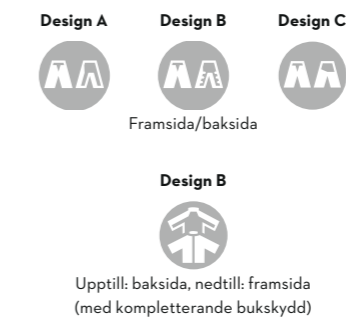 Design A Design B Design C
Framsida/baksida
Design B
Upptill: baksida, nedtill: framsida
(med kompletterande bukskydd)